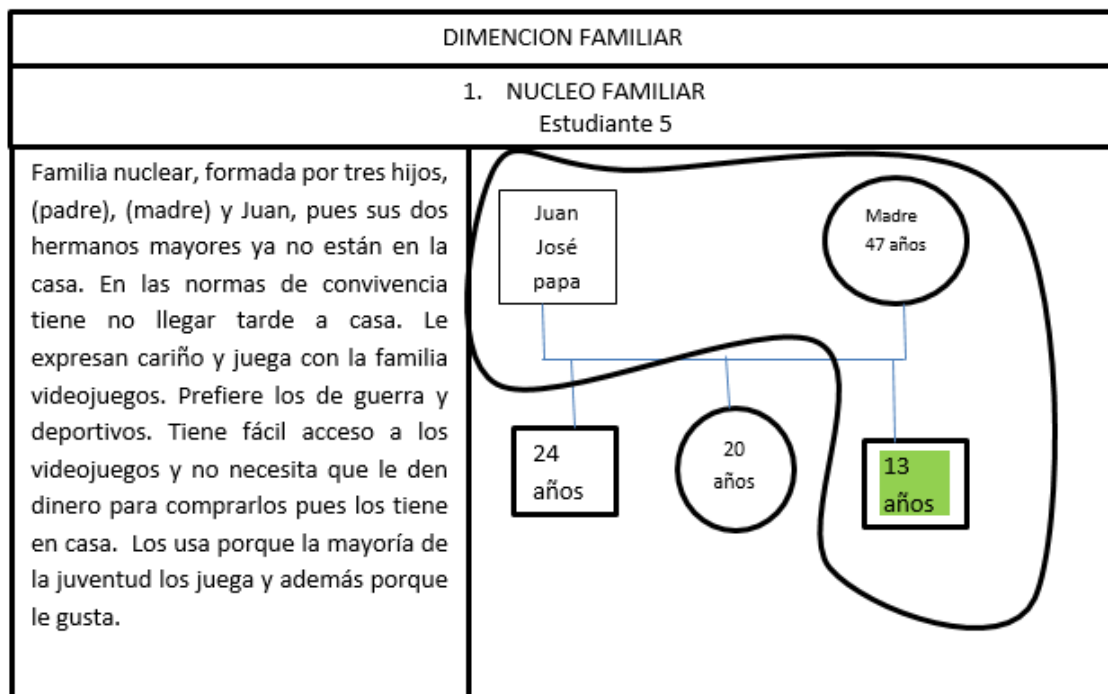 DIMENCION FAMILIAR
1. NUCLEO FAMILIAR
Estudiante 5
Familia nuclear, formada por tres hijos,
(padre), (madre) y Juan, pues sus dos
hermanos mayores ya no están en la
casa. En las normas de convivencia
tiene no llegar tarde a casa. Le
expresan cariño y juega con la familia
videojuegos. Prefiere los de guerra y
deportivos. Tiene fácil acceso a los
videojuegos y no necesita que le den
dinero para comprarlos pues los tiene
en casa. Los usa porque la mayoría de
la juventud los juega y además porque
le gusta.
Juan
José
papa
Madre
47 años
24
años
20
años
13
años